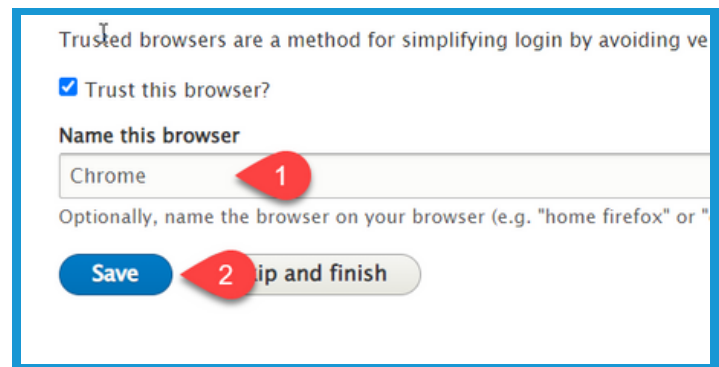 Trusted browsers are a method for simplifying login by avoiding ve
Trust this browser?
Name this browser
Chrome 1
Optionally, name the browser on your browser (e.g. "home firefox" or "
Save 2 ip and finish